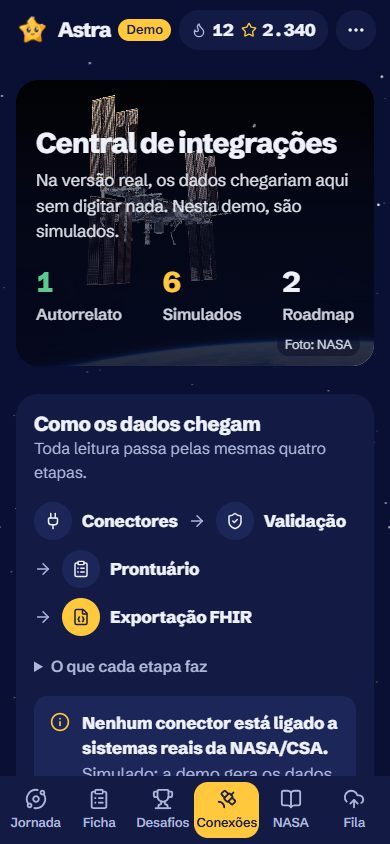 Astra Demo 12 2.340
Central de integrações
Na versão real, os dados chegariam aqui
sem digitar nada. Nesta demo, são
simulados.
1 6 2
Autorrelato Simulados Roadmap
Foto: NASA
Como os dados chegam
Toda leitura passa pelas mesmas quatro
etapas.
Conectores → Validação
→ Prontuário
→ Exportação FHIR
▶ O que cada etapa faz
Nenhum conector está ligado a
sistemas reais da NASA/CSA.
Simulado: a demo gera os dados
Jornada Ficha Desafios Conexões NASA Fila